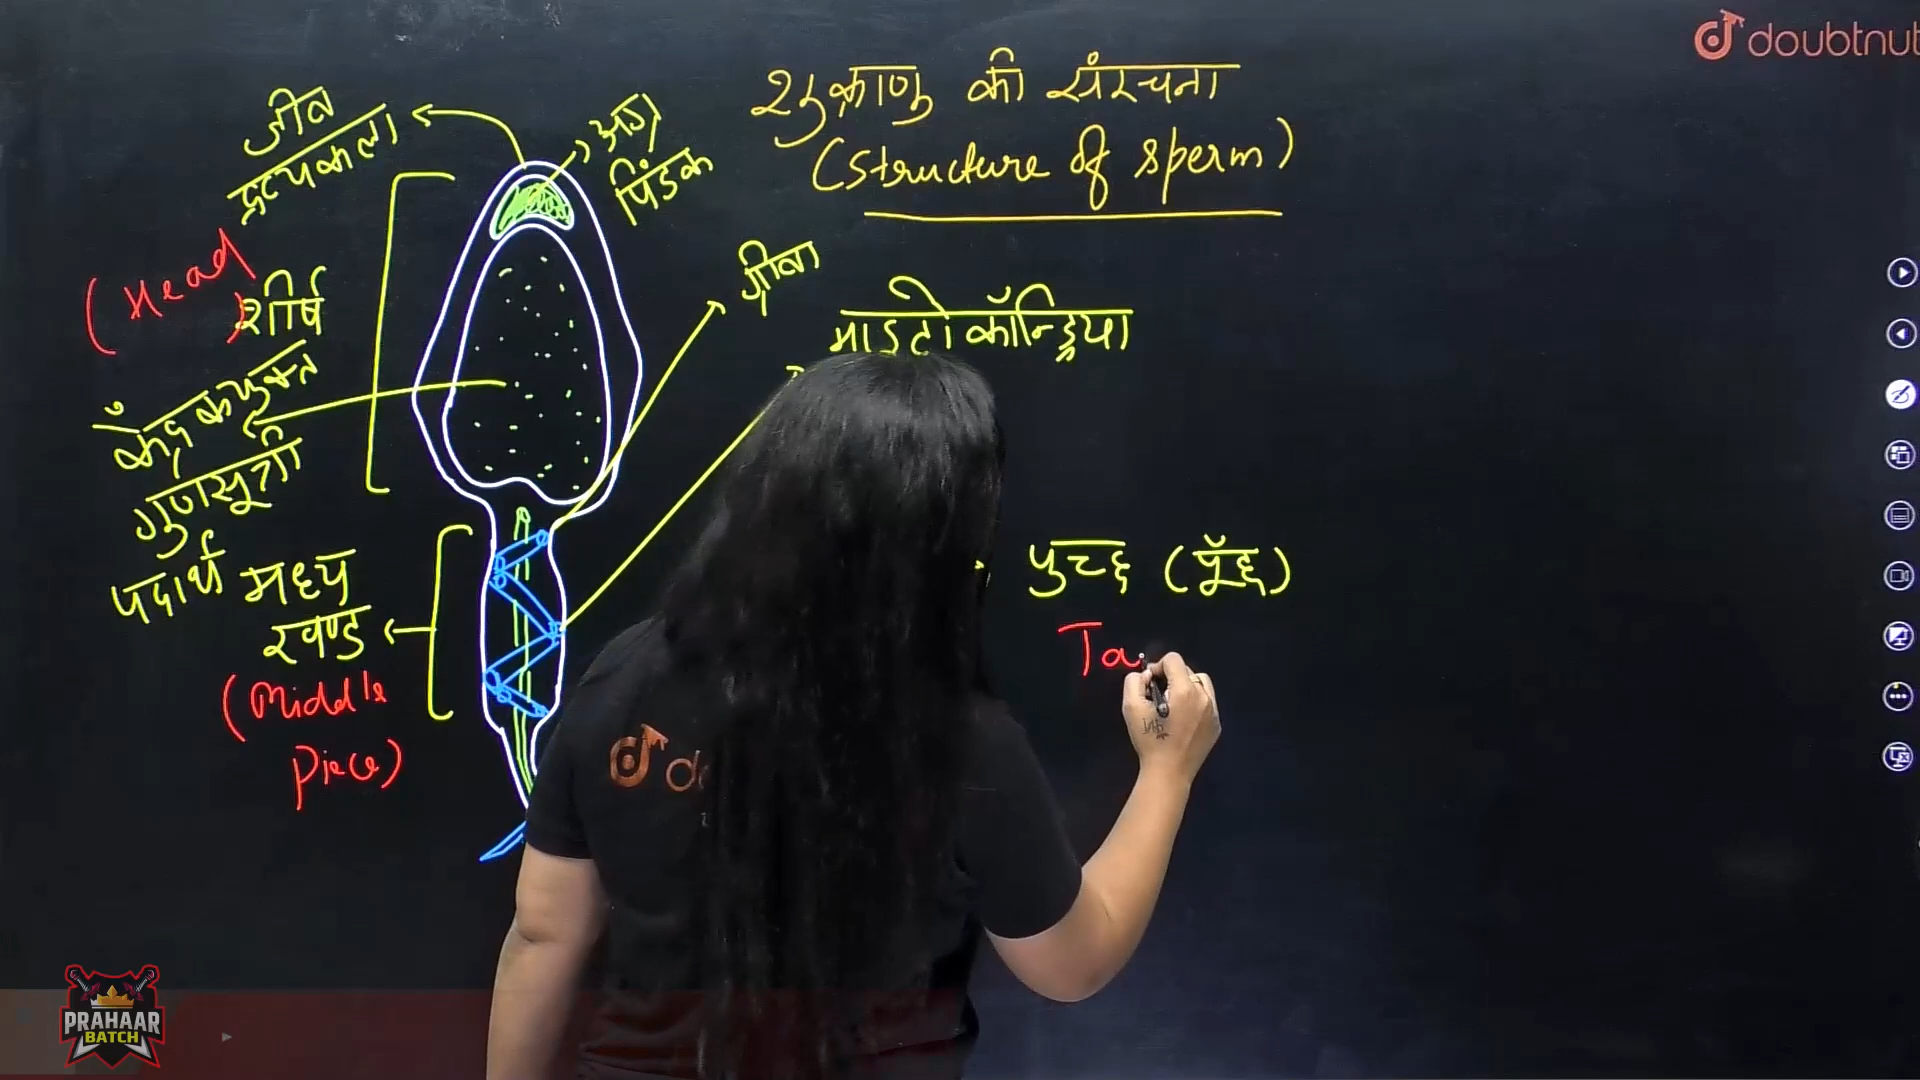 doubtnut
शुक्राणु की संरचना
(structure of sperm)
जीव
द्रव्यकला
अग्र
पिंडक
(Head)
शीर्ष
ग्रीवा
माइटोकॉन्ड्रिया
गुणसूत्री
पदार्थ
मध्य
खण्ड
(Middle
piece)
पुच्छ (पूँछ)
Ta
PRAHAAR
BATCH